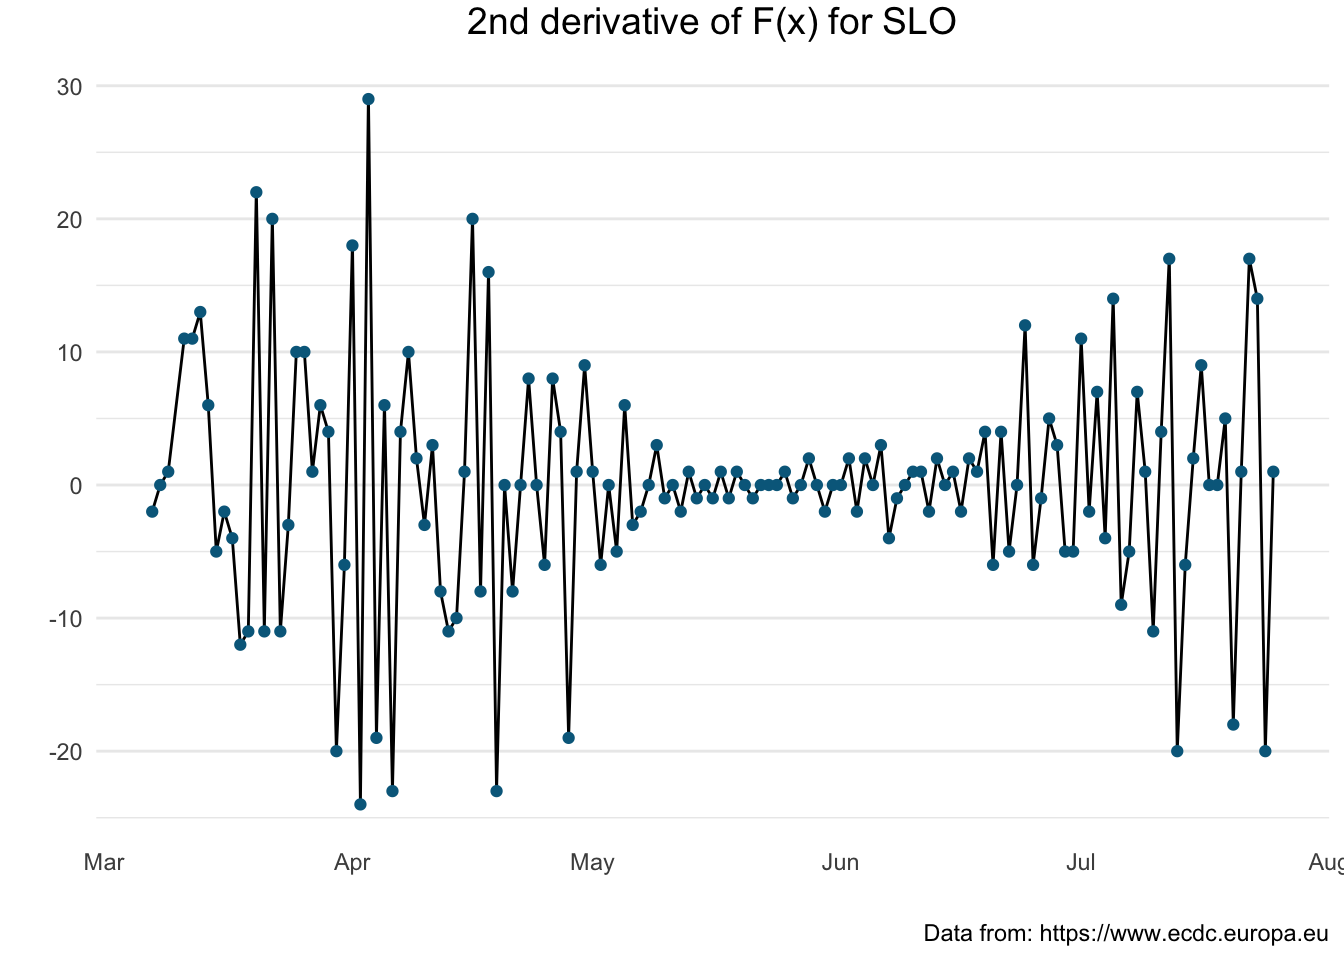 2nd derivative of F(x) for SLO
30
20
10
0
-10
-20
Mar Apr May Jun Jul Aug
Data from: https://www.ecdc.europa.eu